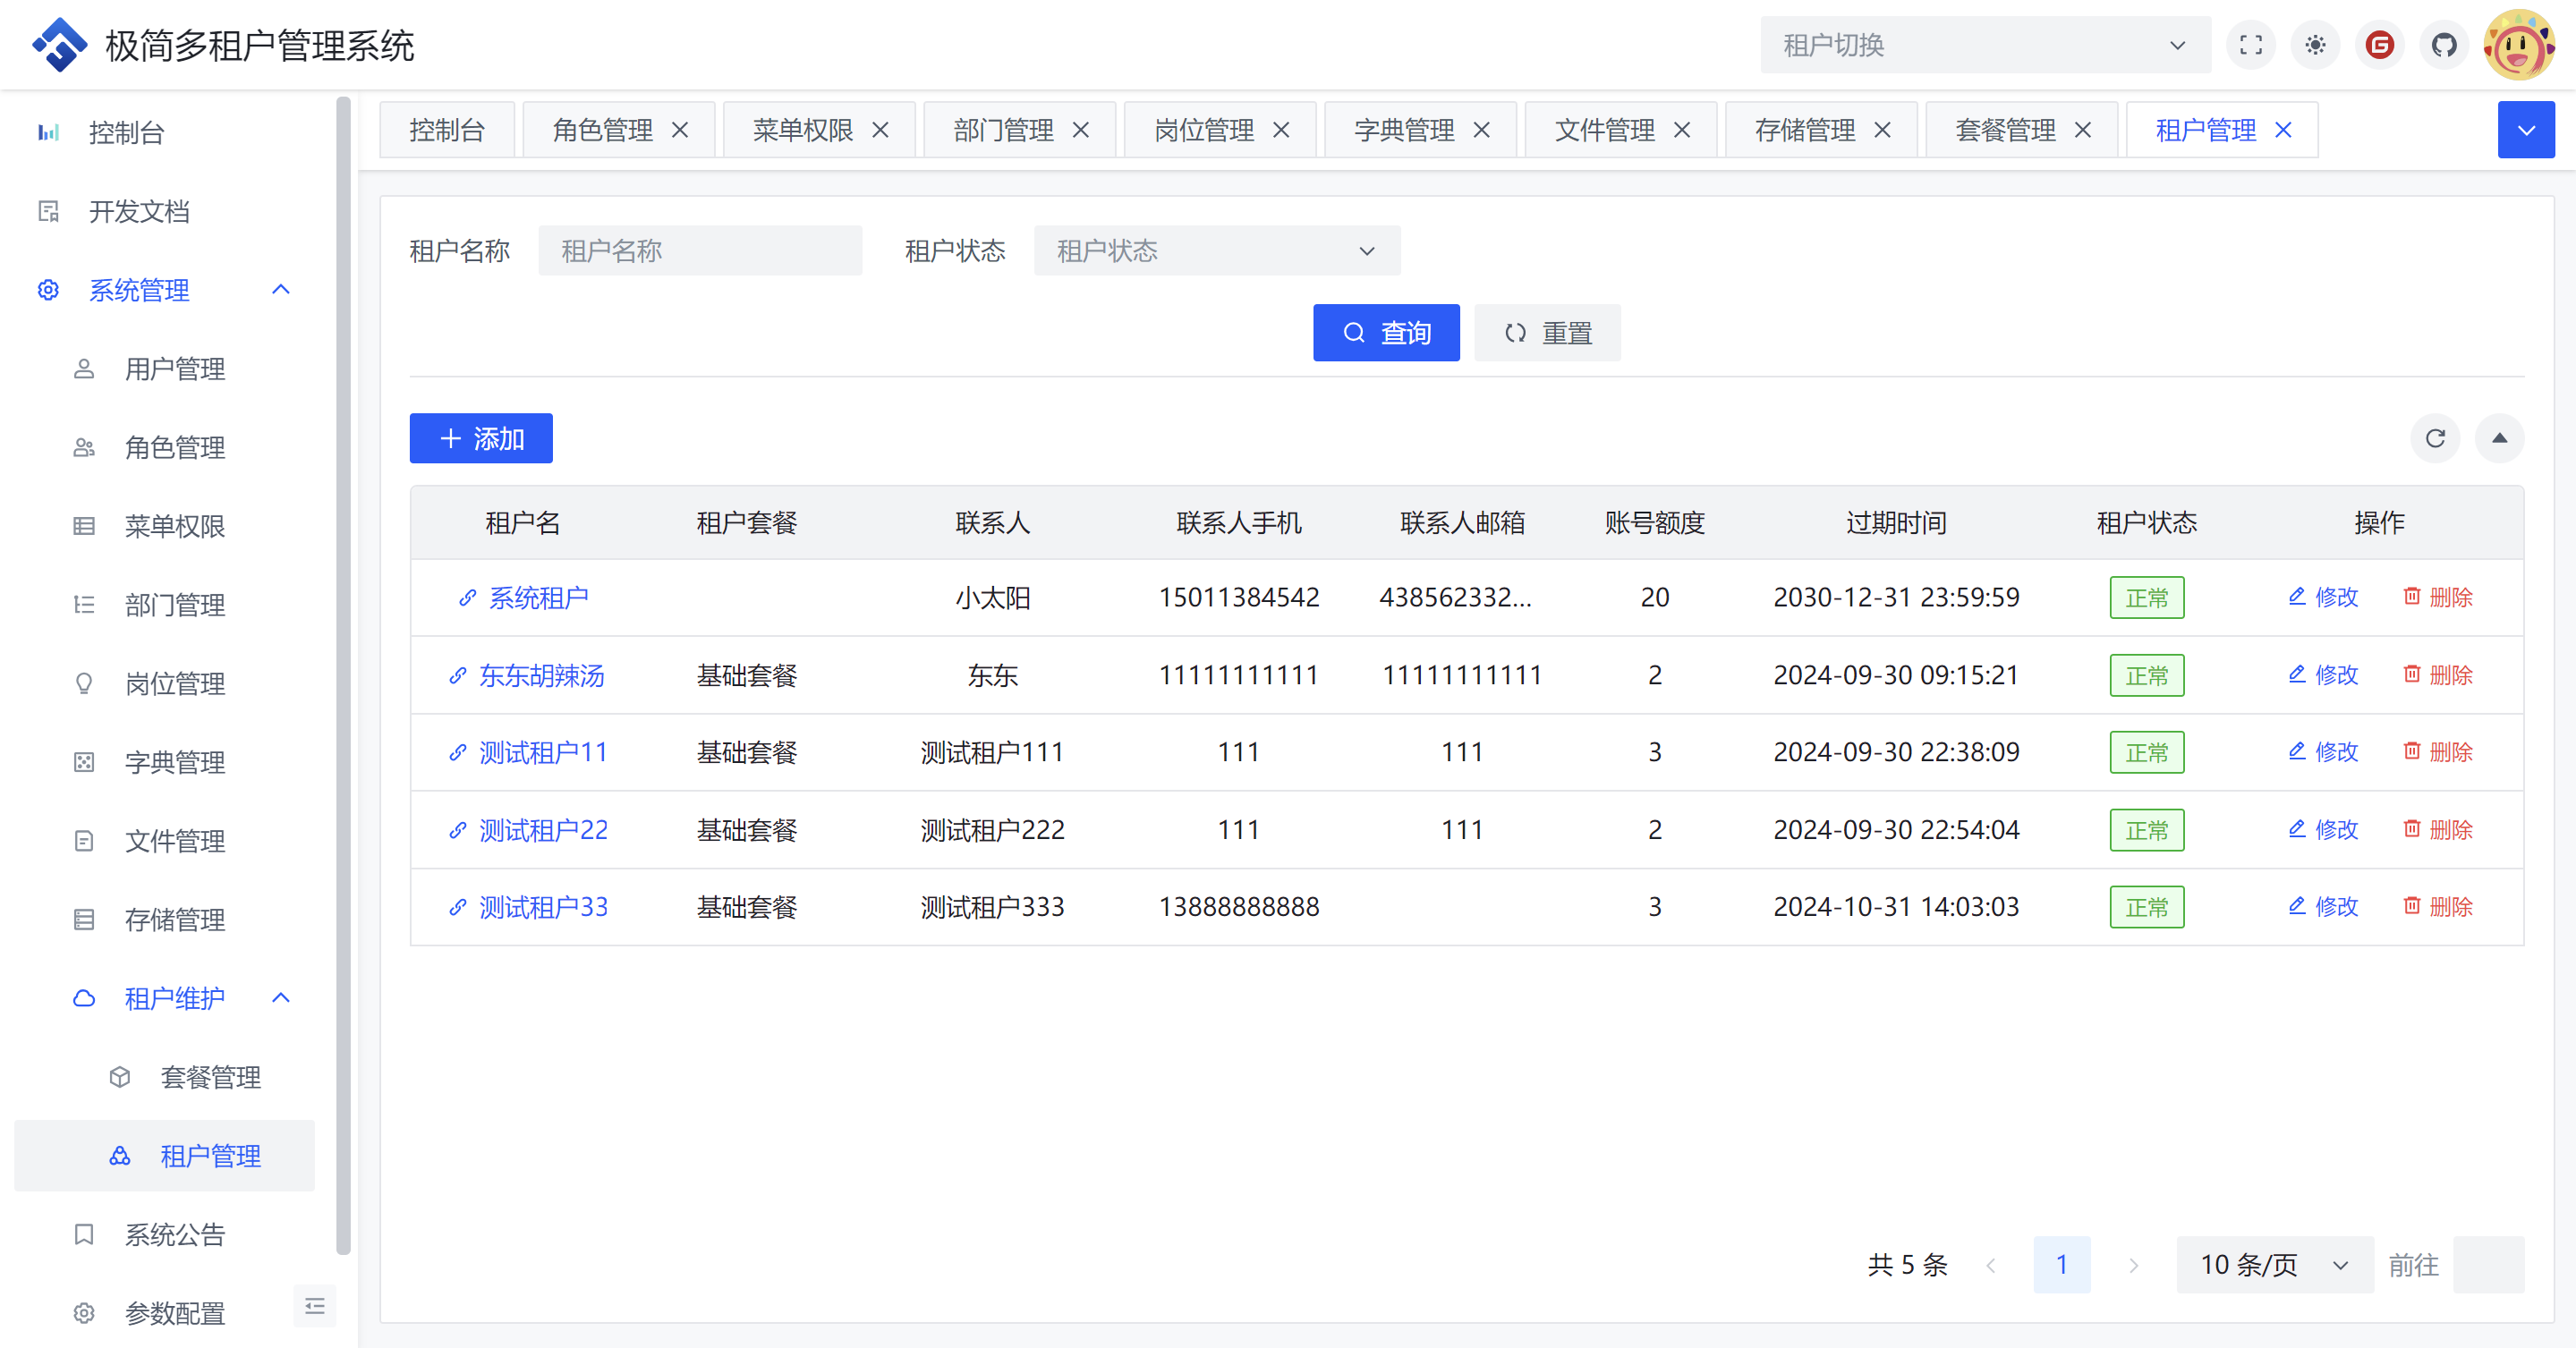 极简多租户管理系统
租户切换
控制台
开发文档
系统管理
用户管理
角色管理
菜单权限
部门管理
岗位管理
字典管理
文件管理
存储管理
租户维护
套餐管理
租户管理
系统公告
参数配置
控制台 角色管理 菜单权限 部门管理 岗位管理 字典管理 文件管理 存储管理 套餐管理 租户管理
租户名称 租户名称 租户状态 租户状态
查询 重置
添加
租户名 租户套餐 联系人 联系人手机 联系人邮箱 账号额度 过期时间 租户状态 操作
系统租户 小太阳 15011384542 438562332... 20 2030-12-31 23:59:59 正常 修改 删除
东东胡辣汤 基础套餐 东东 11111111111 11111111111 2 2024-09-30 09:15:21 正常 修改 删除
测试租户11 基础套餐 测试租户111 111 111 3 2024-09-30 22:38:09 正常 修改 删除
测试租户22 基础套餐 测试租户222 111 111 2 2024-09-30 22:54:04 正常 修改 删除
测试租户33 基础套餐 测试租户333 13888888888 3 2024-10-31 14:03:03 正常 修改 删除
共 5 条 1 10 条/页 前往